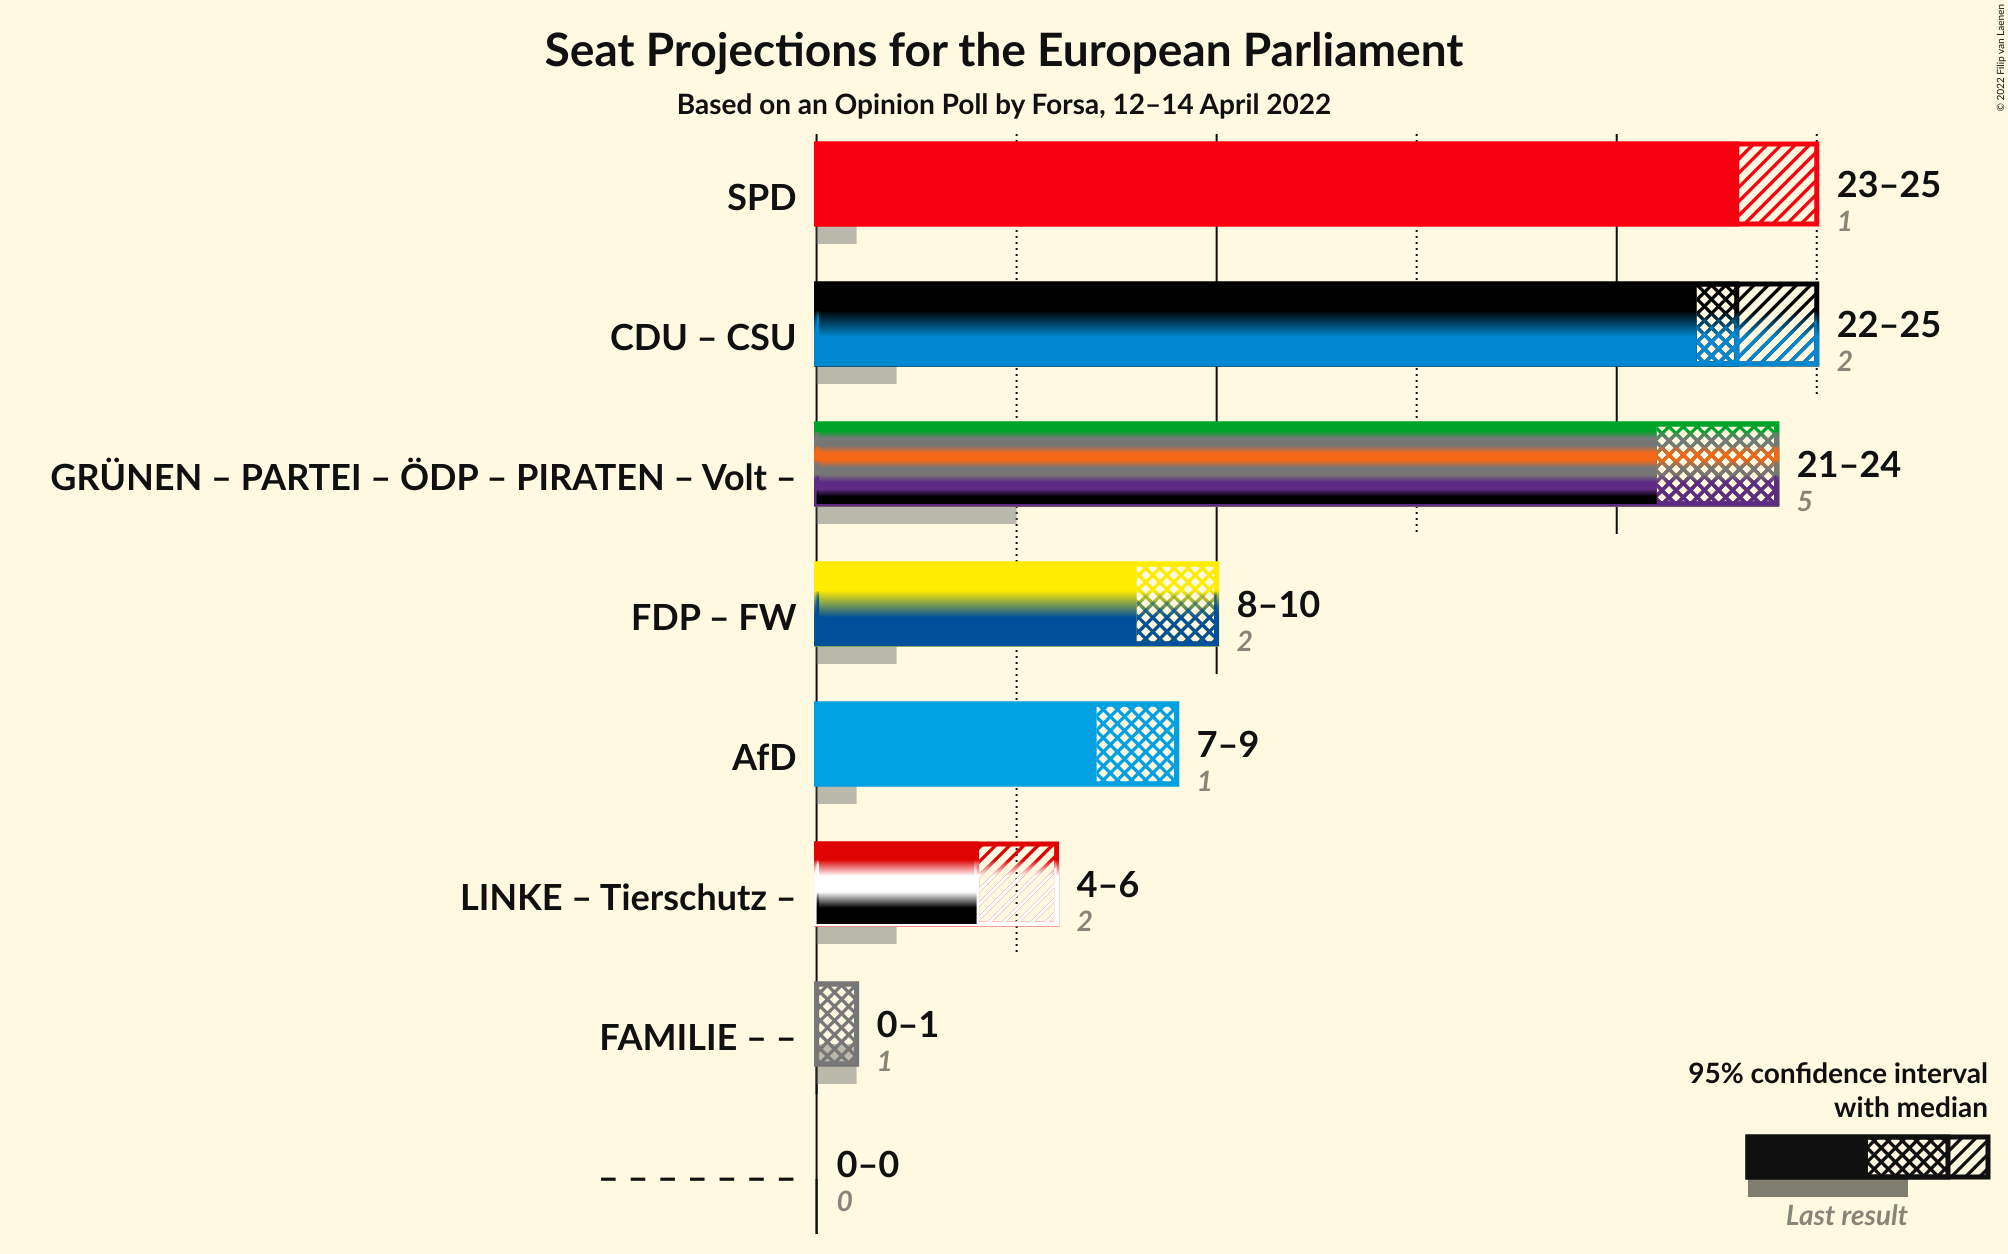 Seat Projections for the European Parliament
Based on an Opinion Poll by Forsa, 12–14 April 2022
© 2022 Filip van Laenen
SPD
23–25
1
CDU – CSU
22–25
2
GRÜNEN – PARTEI – ÖDP – PIRATEN – Volt –
21–24
5
FDP – FW
8–10
2
AfD
7–9
1
LINKE – Tierschutz –
4–6
2
FAMILIE – –
0–1
1
– – – – – – –
0–0
0
95% confidence interval
with median
Last result